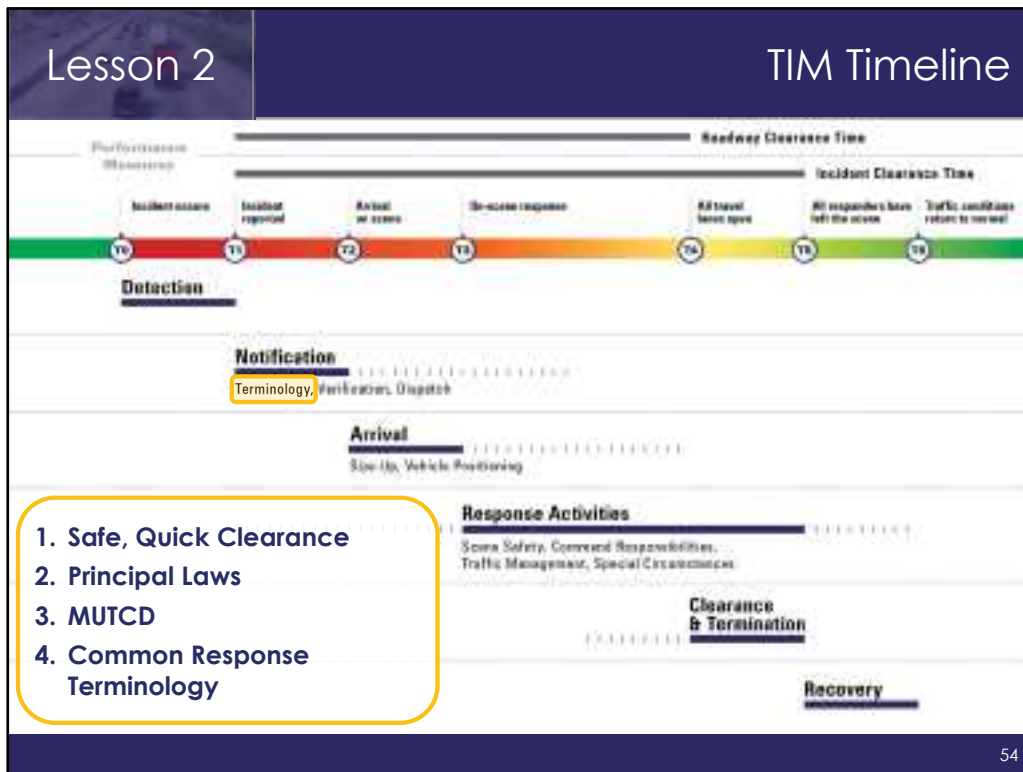 Lesson 2
TIM Timeline
Performance
Measures
Roadway Clearance Time
Incident Clearance Time
Incident occurs
Incident
reported
Arrival
on scene
On-scene response
All travel
lanes open
All responders have
left the scene
Traffic conditions
return to normal
T0
T1
T2
T3
T4
T5
T6
Detection
Notification
Terminology, Verification, Dispatch
Arrival
Size-Up, Vehicle Positioning
Response Activities
Scene Safety, Command Responsibilities,
Traffic Management, Special Circumstances
Clearance
& Termination
Recovery
1. Safe, Quick Clearance
2. Principal Laws
3. MUTCD
4. Common Response
Terminology
54